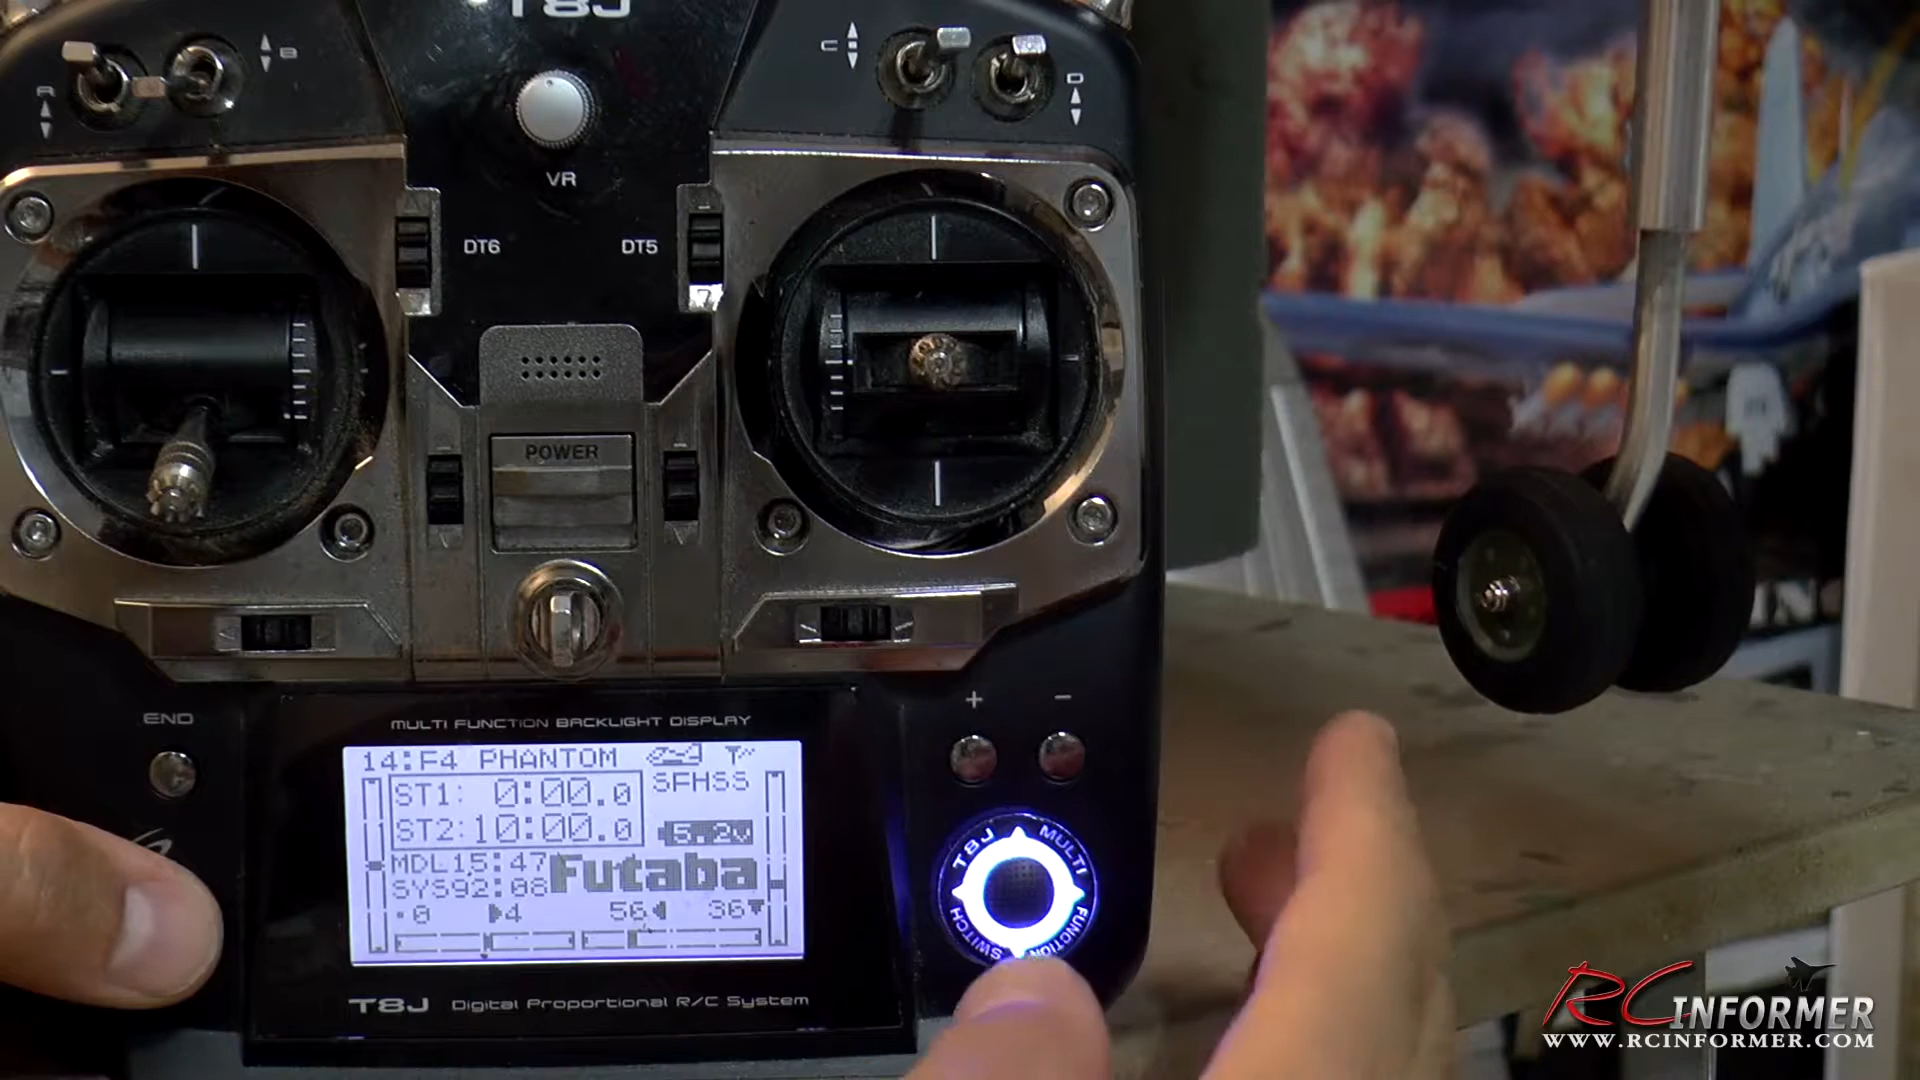 T8J
A
B
C
D
VR
DT6
DT5
7
POWER
END
+
-
MULTI FUNCTION BACKLIGHT DISPLAY
14:F4 PHANTOM
SFHSS
ST1: 0:00.0
ST2:10:00.0
5.2v
MDL15:47
SYS92:08
Futaba
0
4
56
36
T8J
MULTI
SWITCH
FUNCTION
T8J Digital Proportional R/C System
RC INFORMER
WWW.RCINFORMER.COM